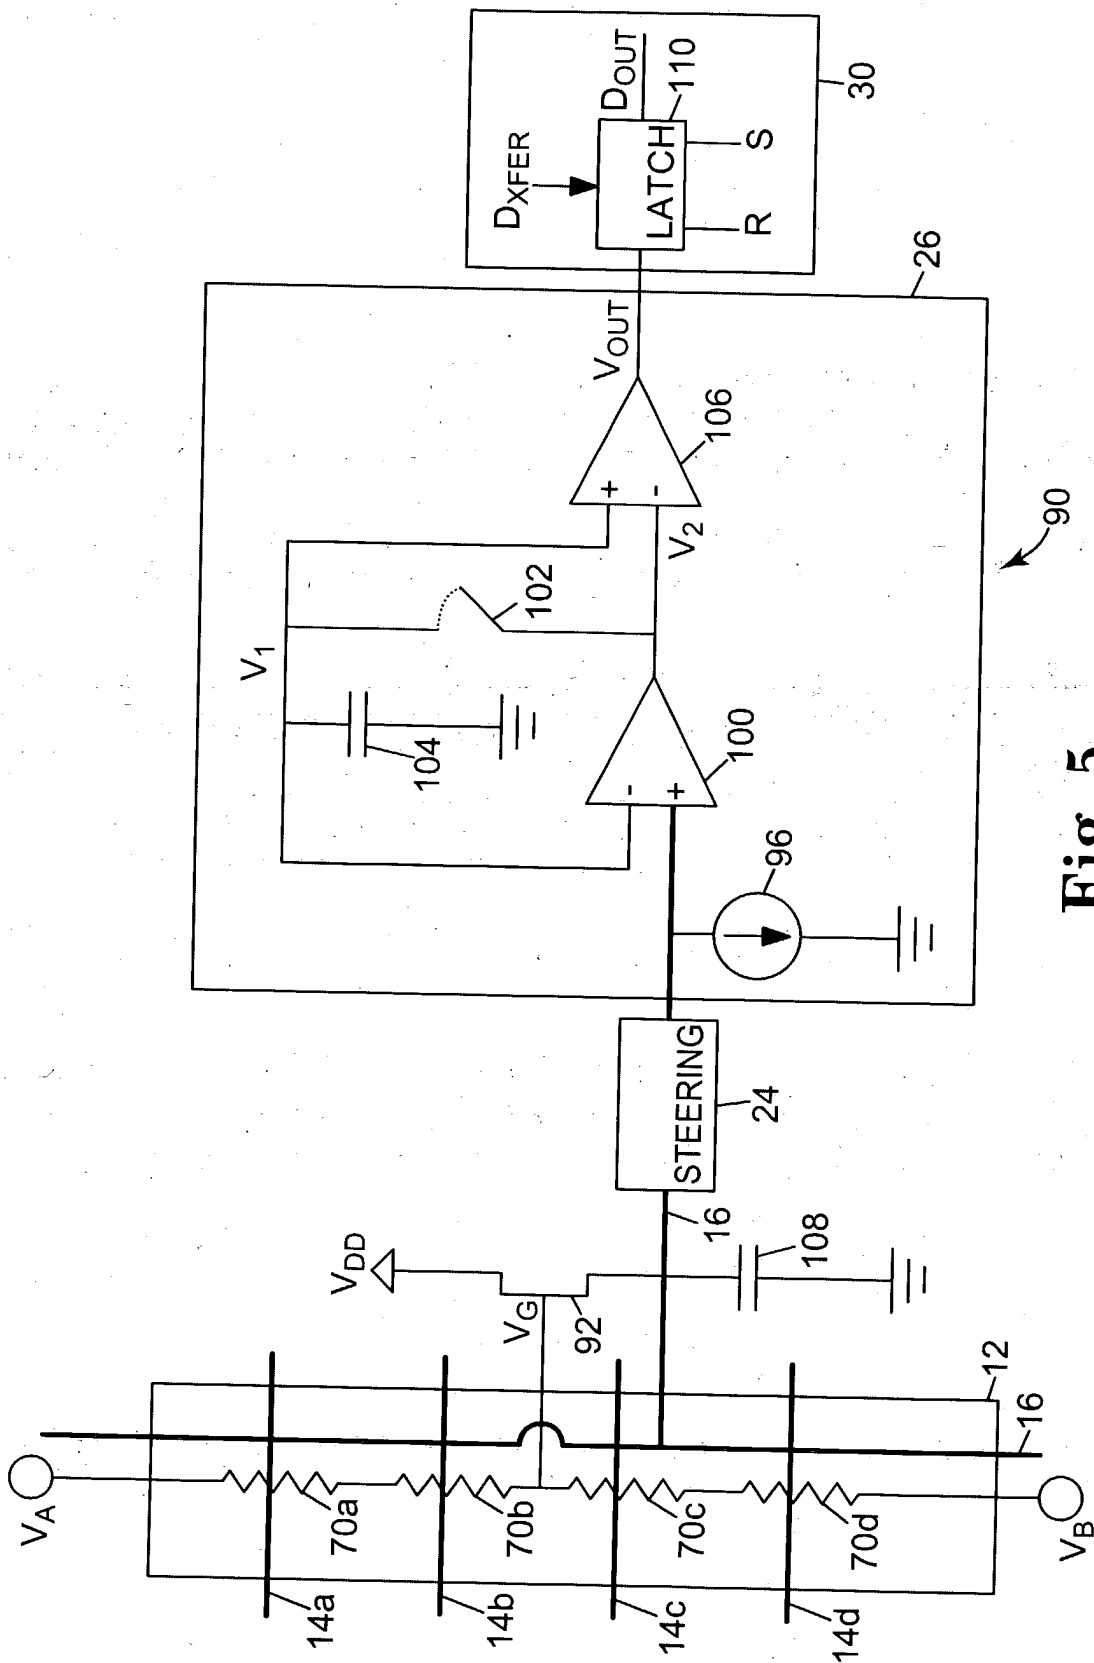 V_A
V_B
14a
14b
14c
14d
70a
70b
70c
70d
12
16
V_DD
V_G
92
108
16
STEERING
24
V_1
104
102
100
96
V_2
106
V_OUT
26
90
D_XFER
D_OUT
LATCH
110
R
S
30
Fig. 5